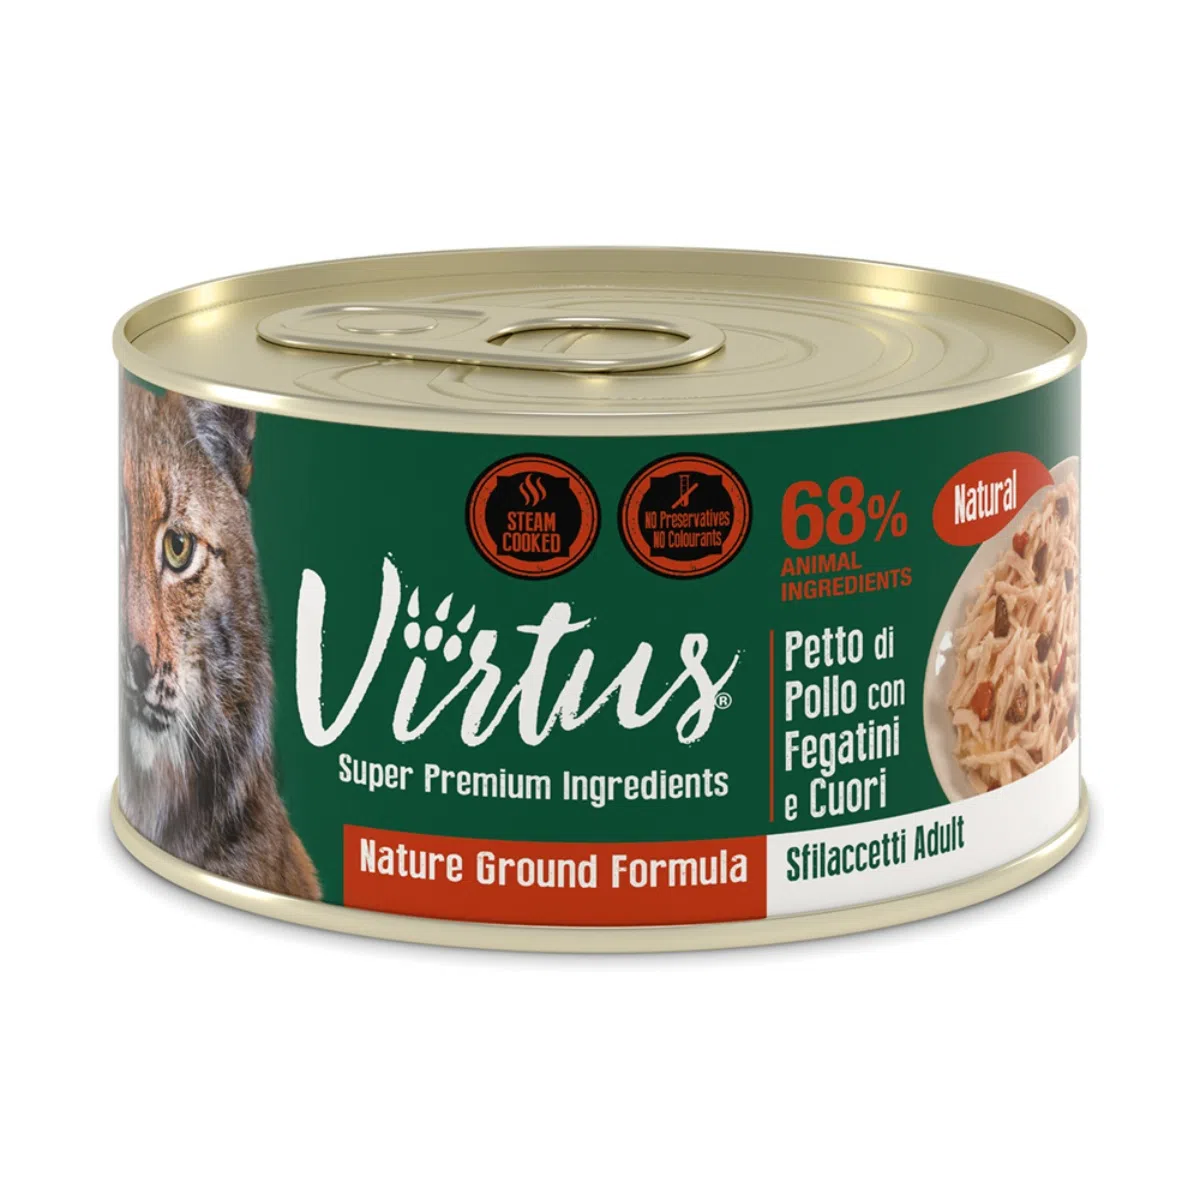 STEAM
COOKED
NO Preservatives
NO Colourants
68%
ANIMAL
INGREDIENTS
Natural
Virtus®
Super Premium Ingredients
Petto di
Pollo con
Fegatini
e Cuori
Nature Ground Formula
Sfilaccetti Adult